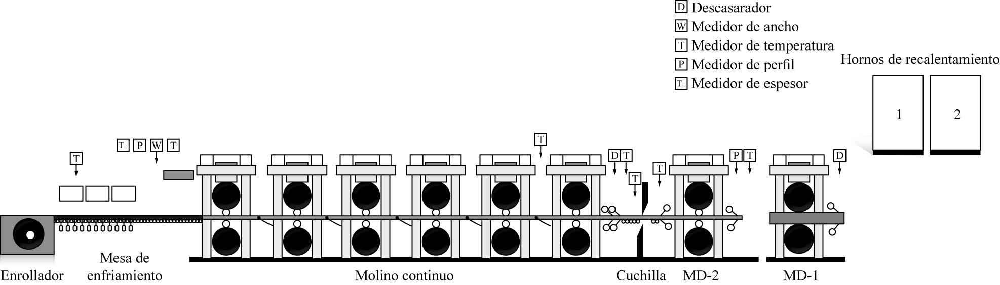 D Descasarador
W Medidor de ancho
T Medidor de temperatura
P Medidor de perfil
T+ Medidor de espesor
Hornos de recalentamiento
1 2
T
T+ P W T
T
D T
T
T
P T
D
Enrollador
Mesa de
enfriamiento
Molino continuo
Cuchilla
MD-2
MD-1